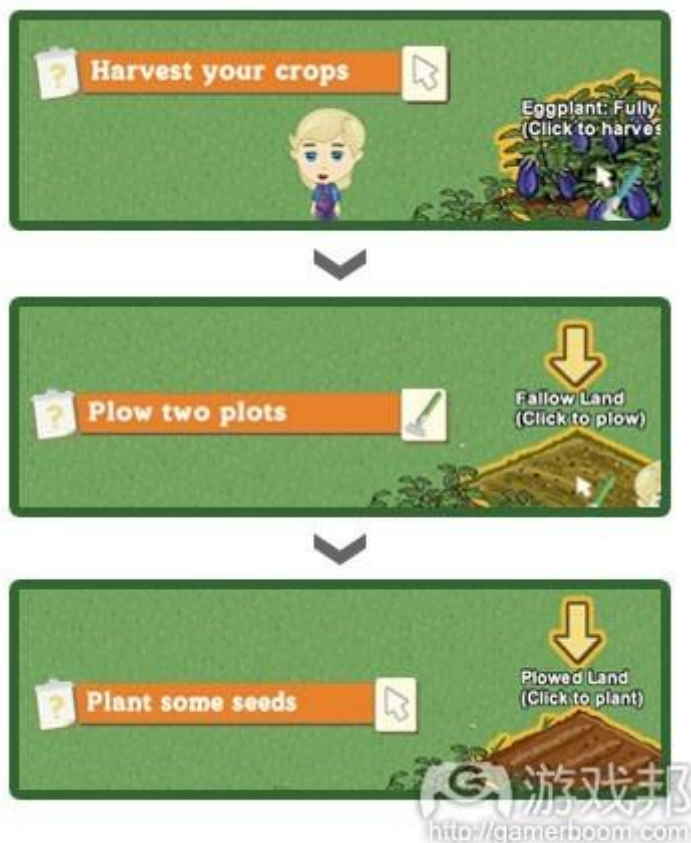 ?
Harvest your crops
Eggplant: Fully
(Click to harves
?
Plow two plots
Fallow Land
(Click to plow)
?
Plant some seeds
Plowed Land
(Click to plant)
G 游戏邦
http://gamerboom.com